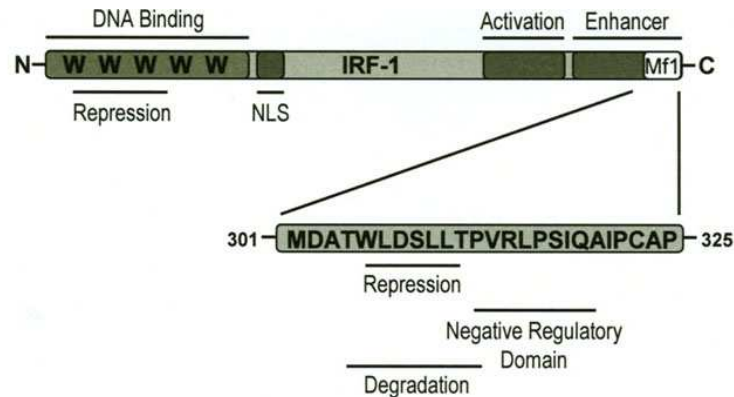 DNA Binding Activation Enhancer
N W W W W W IRF-1 Mf1 C
Repression NLS
301 MDATWLDSLLTPVRLPSIQAIPCAP 325
Repression
Negative Regulatory
Domain
Degradation